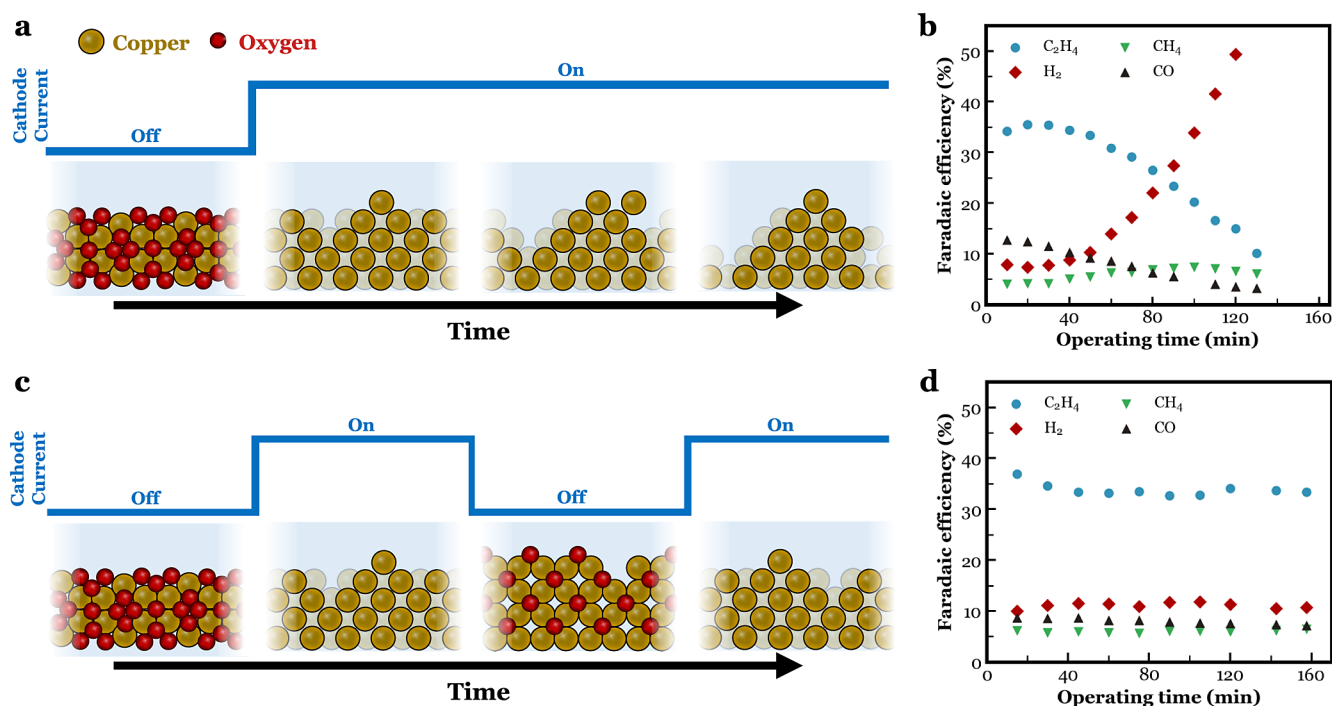 a
Copper
Oxygen
Cathode
Current
Off
On
Time
b
C₂H₄
CH₄
H₂
CO
Faradaic efficiency (%)
50
40
30
20
10
0
0
40
80
120
160
Operating time (min)
c
Cathode
Current
Off
On
Off
On
Time
d
C₂H₄
CH₄
H₂
CO
Faradaic efficiency (%)
50
40
30
20
10
0
0
40
80
120
160
Operating time (min)